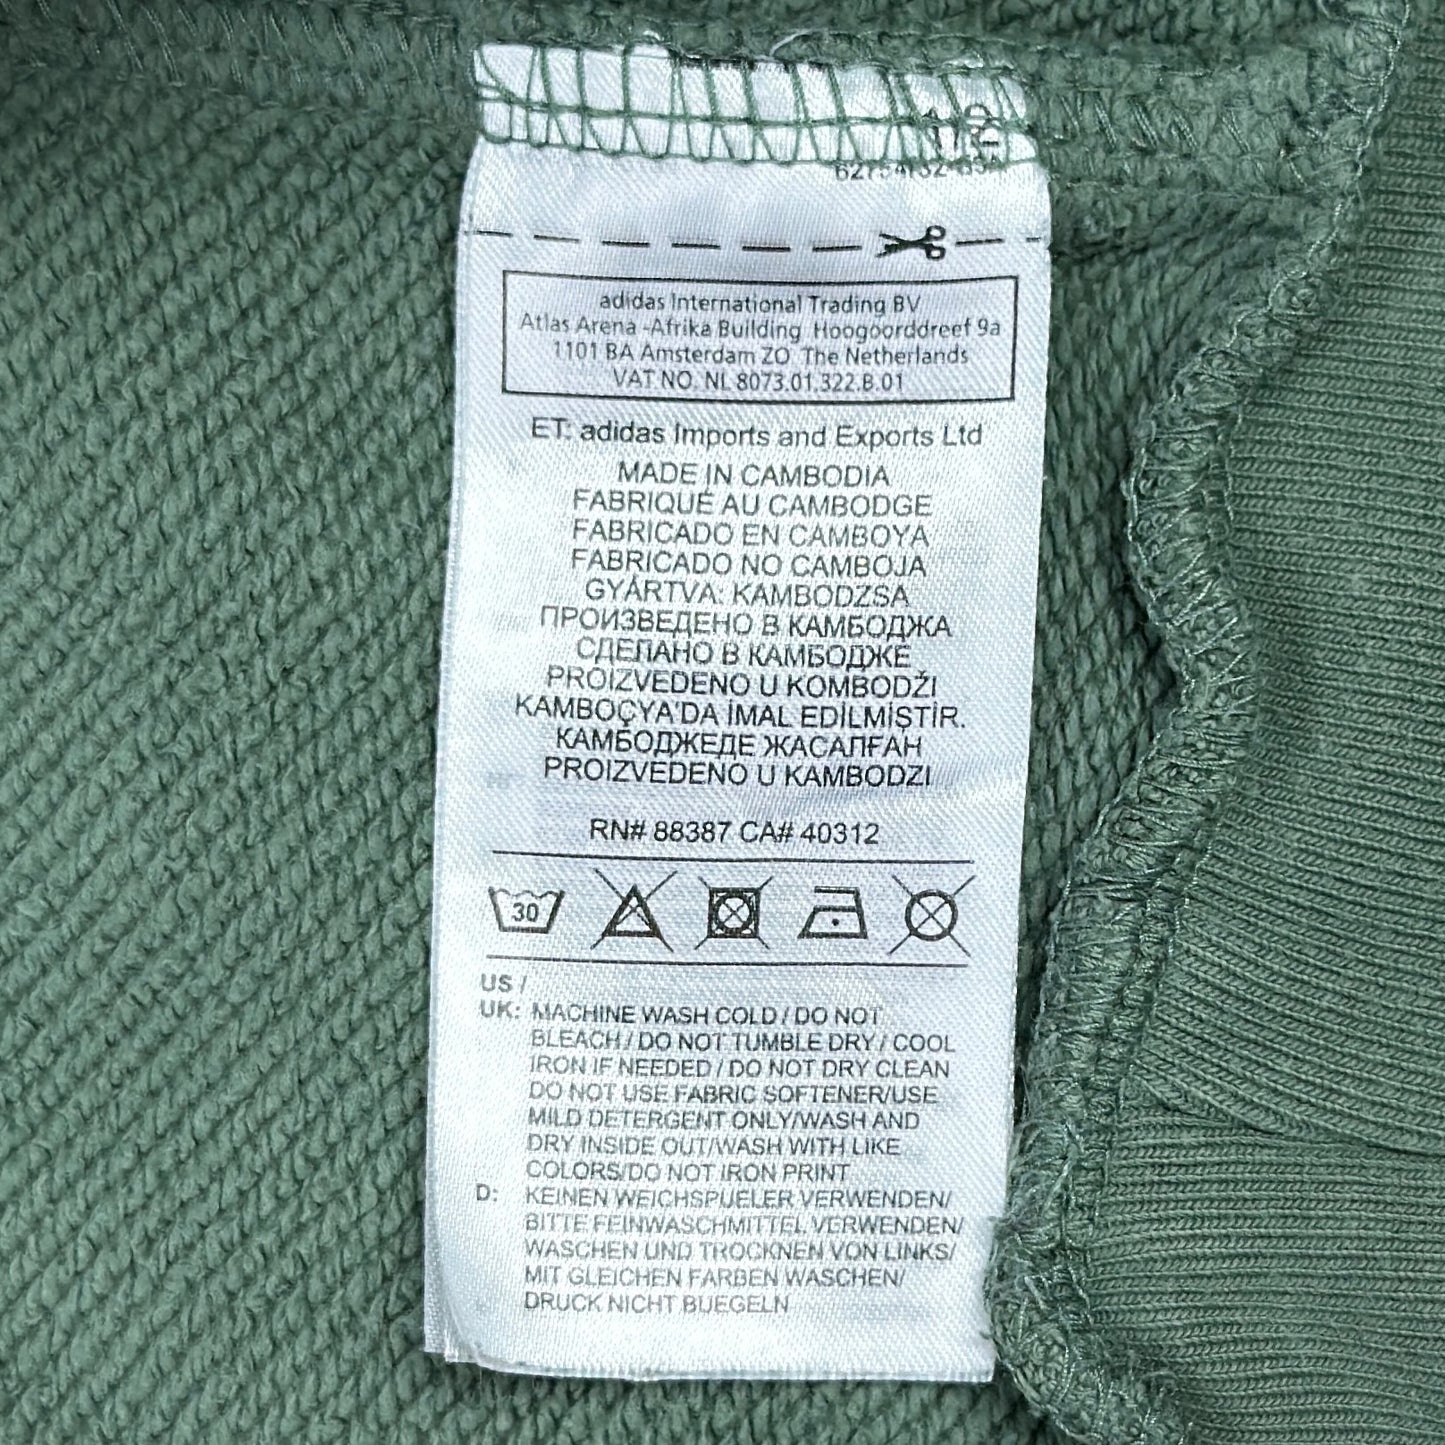 adidas International Trading BV
Atlas Arena -Afrika Building Hoogoorddreef 9a
1101 BA Amsterdam ZO The Netherlands
VAT NO. NL 8073.01.322.B.01
ET: adidas Imports and Exports Ltd
MADE IN CAMBODIA
FABRIQUÉ AU CAMBODGE
FABRICADO EN CAMBOYA
FABRICADO NO CAMBOJA
GYÁRTVA: KAMBODZSA
ПРОИЗВЕДЕНО В КАМБОДЖА
СДЕЛАНО В КАМБОДЖЕ
PROIZVEDENO U KOMBODŽI
KAMBOÇYA'DA İMAL EDİLMİŞTİR.
КАМБОДЖЕДЕ ЖАСАЛҒАН
PROIZVEDENO U KAMBODZI
RN# 88387 CA# 40312
30
US /
UK: MACHINE WASH COLD / DO NOT
BLEACH / DO NOT TUMBLE DRY / COOL
IRON IF NEEDED / DO NOT DRY CLEAN
DO NOT USE FABRIC SOFTENER/USE
MILD DETERGENT ONLY/WASH AND
DRY INSIDE OUT/WASH WITH LIKE
COLORS/DO NOT IRON PRINT
D: KEINEN WEICHSPUELER VERWENDEN/
BITTE FEINWASCHMITTEL VERWENDEN/
WASCHEN UND TROCKNEN VON LINKS/
MIT GLEICHEN FARBEN WASCHEN/
DRUCK NICHT BUEGELN